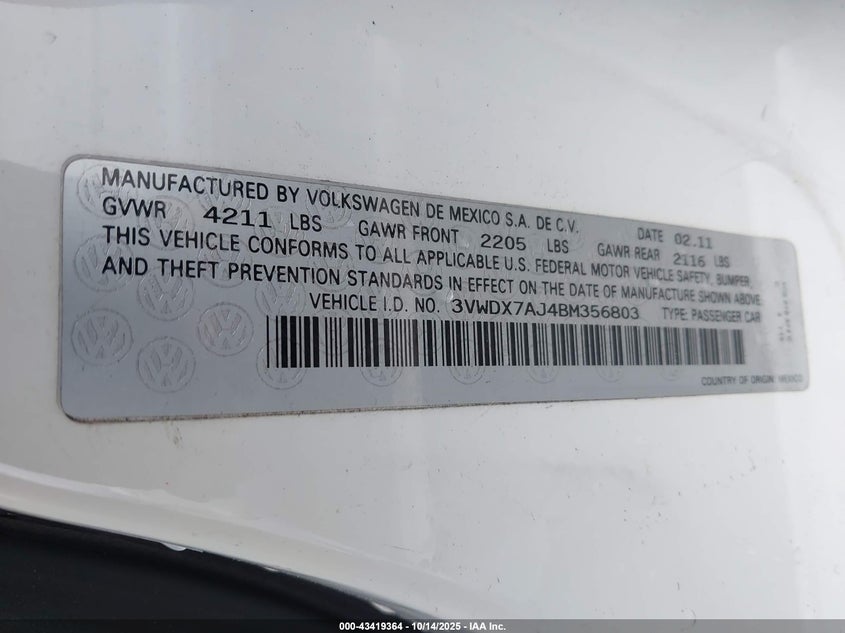 MANUFACTURED BY VOLKSWAGEN DE MEXICO S.A. DE C.V. DATE 02.11
GVWR 4211 LBS GAWR FRONT 2205 LBS GAWR REAR 2116 LBS
THIS VEHICLE CONFORMS TO ALL APPLICABLE U.S. FEDERAL MOTOR VEHICLE SAFETY, BUMPER,
AND THEFT PREVENTION STANDARDS IN EFFECT ON THE DATE OF MANUFACTURE SHOWN ABOVE
VEHICLE I.D. NO. 3VWDX7AJ4BM356803 TYPE: PASSENGER CAR
COUNTRY OF ORIGIN: MEXICO
000-43419364 - 10/14/2025 - IAA Inc.